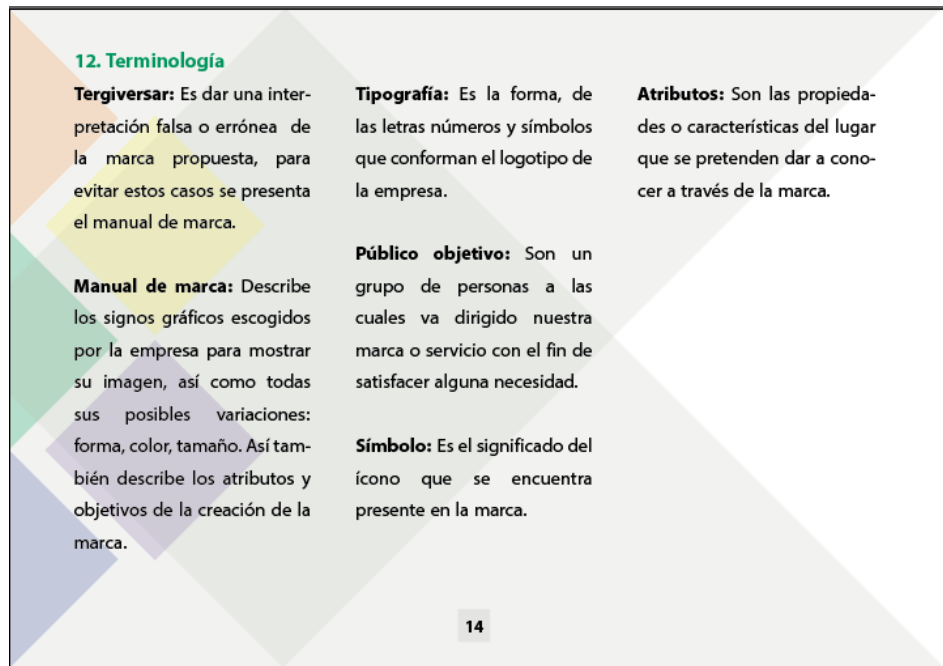 12. Terminología
Tergiversar: Es dar una inter-
pretación falsa o errónea de
la marca propuesta, para
evitar estos casos se presenta
el manual de marca.
Manual de marca: Describe
los signos gráficos escogidos
por la empresa para mostrar
su imagen, así como todas
sus posibles variaciones:
forma, color, tamaño. Así tam-
bién describe los atributos y
objetivos de la creación de la
marca.
Tipografía: Es la forma, de
las letras números y símbolos
que conforman el logotipo de
la empresa.
Público objetivo: Son un
grupo de personas a las
cuales va dirigido nuestra
marca o servicio con el fin de
satisfacer alguna necesidad.
Símbolo: Es el significado del
ícono que se encuentra
presente en la marca.
Atributos: Son las propieda-
des o características del lugar
que se pretenden dar a cono-
cer a través de la marca.
14